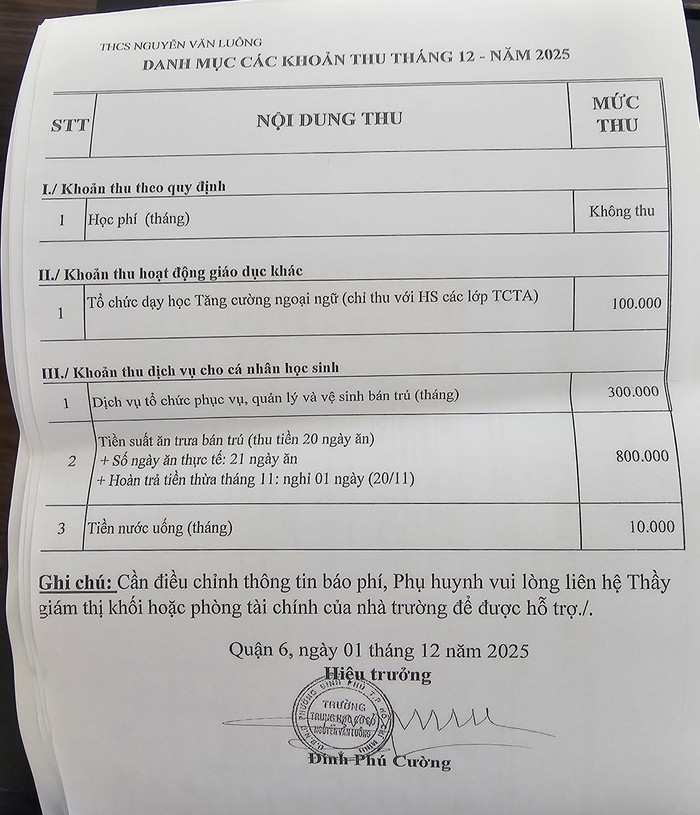 THCS NGUYỄN VĂN LUÔNG
DANH MỤC CÁC KHOẢN THU THÁNG 12 - NĂM 2025
STT NỘI DUNG THU MỨC THU
I./ Khoản thu theo quy định
1 Học phí (tháng) Không thu
II./ Khoản thu hoạt động giáo dục khác
1 Tổ chức dạy học Tăng cường ngoại ngữ (chỉ thu với HS các lớp TCTA) 100.000
III./ Khoản thu dịch vụ cho cá nhân học sinh
1 Dịch vụ tổ chức phục vụ, quản lý và vệ sinh bán trú (tháng) 300.000
2 Tiền suất ăn trưa bán trú (thu tiền 20 ngày ăn) 800.000
+ Số ngày ăn thực tế: 21 ngày ăn
+ Hoàn trả tiền thừa tháng 11: nghỉ 01 ngày (20/11)
3 Tiền nước uống (tháng) 10.000
Ghi chú: Cần điều chỉnh thông tin báo phí, Phụ huynh vui lòng liên hệ Thầy
giám thị khối hoặc phòng tài chính của nhà trường để được hỗ trợ./.
Quận 6, ngày 01 tháng 12 năm 2025
Hiệu trưởng
TRƯỜNG
TRUNG HỌC CƠ SỞ
NGUYỄN VĂN LUÔNG
Đinh Phú Cường